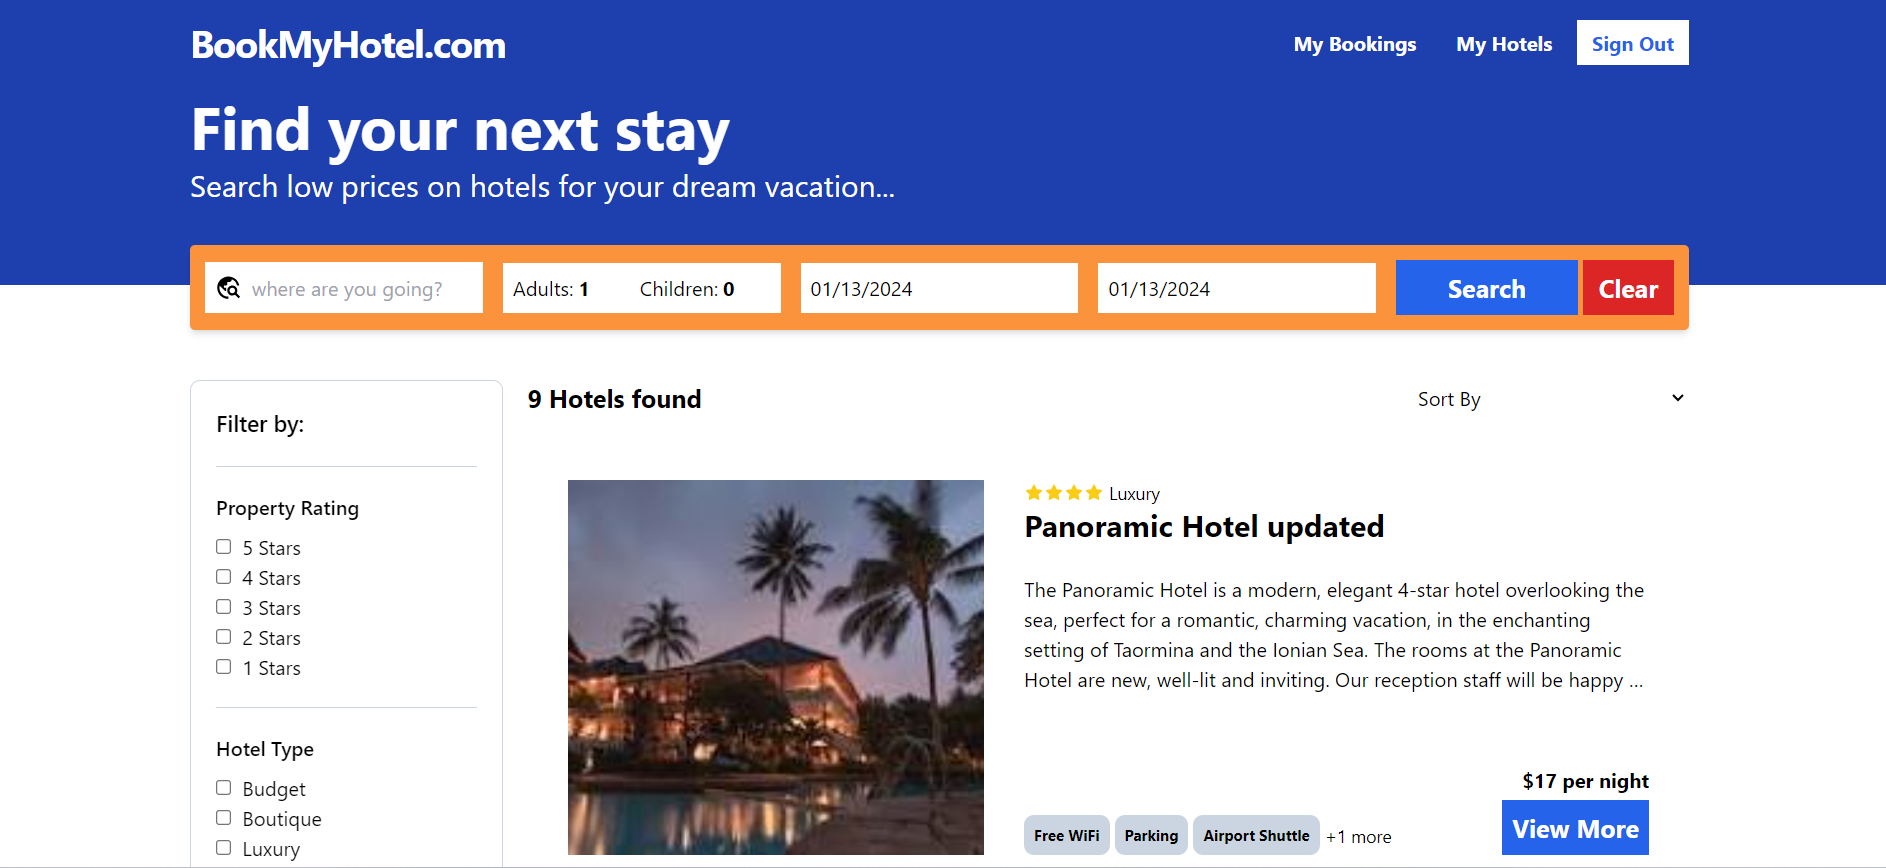 BookMyHotel.com
My Bookings
My Hotels
Sign Out
Find your next stay
Search low prices on hotels for your dream vacation...
where are you going?
Adults: 1
Children: 0
01/13/2024
01/13/2024
Search
Clear
Filter by:
Property Rating
5 Stars
4 Stars
3 Stars
2 Stars
1 Stars
Hotel Type
Budget
Boutique
Luxury
9 Hotels found
Sort By
Luxury
Panoramic Hotel updated
The Panoramic Hotel is a modern, elegant 4-star hotel overlooking the
sea, perfect for a romantic, charming vacation, in the enchanting
setting of Taormina and the Ionian Sea. The rooms at the Panoramic
Hotel are new, well-lit and inviting. Our reception staff will be happy ...
$17 per night
Free WiFi
Parking
Airport Shuttle
+1 more
View More